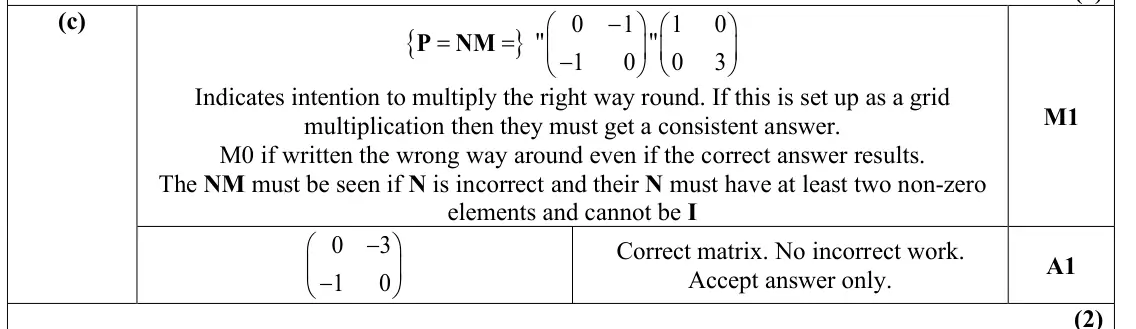 (c)
{P = NM =} "(0 −1
−1 0)"(1 0
0 3)
Indicates intention to multiply the right way round. If this is set up as a grid
multiplication then they must get a consistent answer.
M0 if written the wrong way around even if the correct answer results.
The NM must be seen if N is incorrect and their N must have at least two non-zero
elements and cannot be I
M1
(0 −3
−1 0)
Correct matrix. No incorrect work.
Accept answer only.
A1
(2)